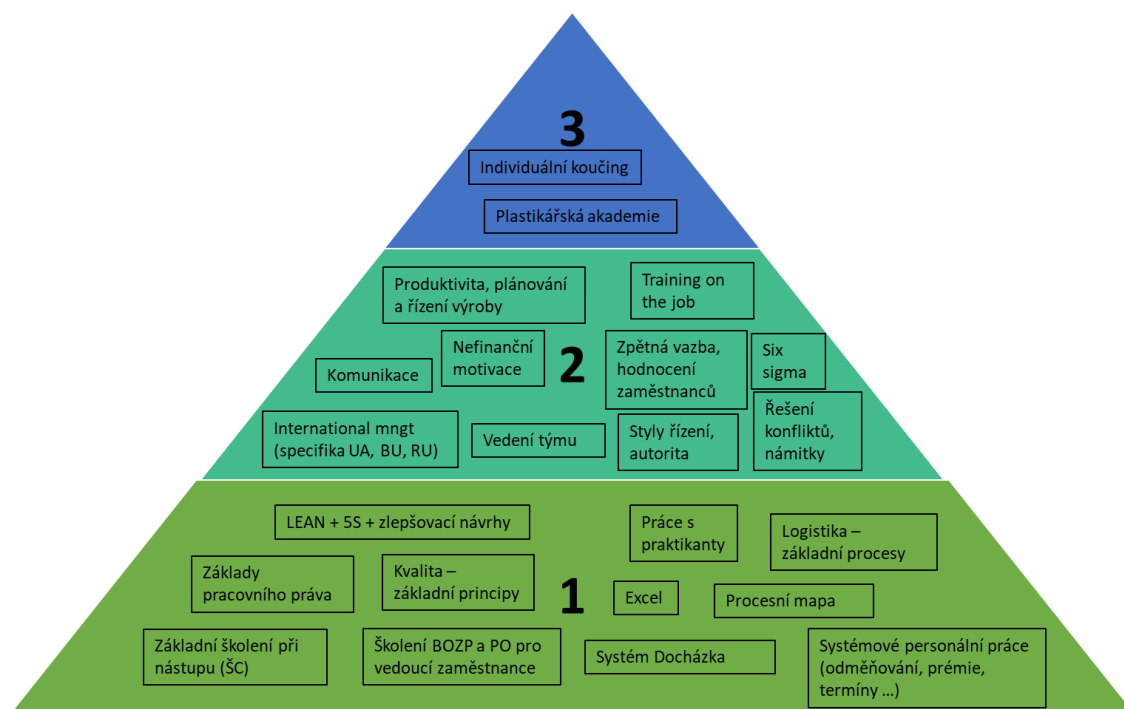 3
Individuální koučing
Plastikářská akademie
Produktivita, plánování
a řízení výroby
Training on
the job
Nefinanční
motivace
2
Zpětná vazba,
hodnocení
zaměstnanců
Six
sigma
Komunikace
International mngt
(specifika UA, BU, RU)
Vedení týmu
Styly řízení,
autorita
Řešení
konfliktů,
námitky
LEAN + 5S + zlepšovací návrhy
Práce s
praktikanty
Logistika –
základní procesy
Základy
pracovního práva
Kvalita –
základní principy
1
Excel
Procesní mapa
Základní školení při
nástupu (ŠC)
Školení BOZP a PO pro
vedoucí zaměstnance
Systém Docházka
Systémové personální práce
(odměňování, prémie,
termíny ...)